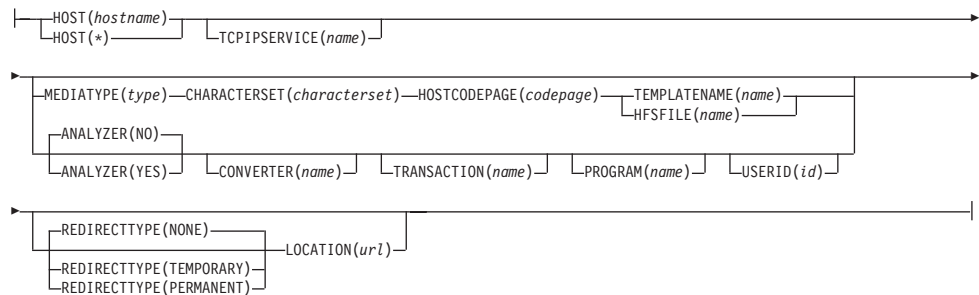 HOST(hostname)
HOST(*)
TCPIPSERVICE(name)
MEDIATYPE(type) CHARACTERSET(characterset) HOSTCODEPAGE(codepage) TEMPLATENAME(name)
HFSFILE(name)
ANALYZER(NO)
ANALYZER(YES) CONVERTER(name) TRANSACTION(name) PROGRAM(name) USERID(id)
REDIRECTTYPE(NONE)
LOCATION(url)
REDIRECTTYPE(TEMPORARY)
REDIRECTTYPE(PERMANENT)